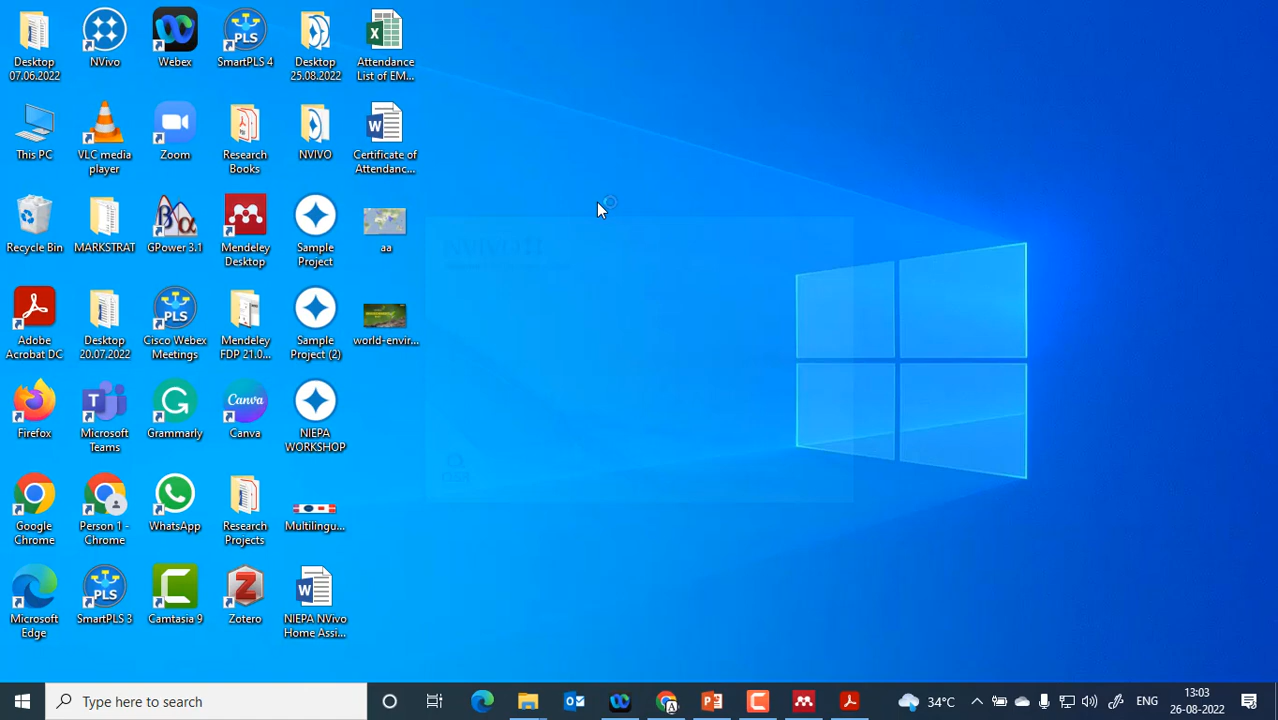 Desktop
07.06.2022
NVivo
Webex
SmartPLS 4
Desktop
25.08.2022
Attendance
List of EM...
This PC
VLC media
player
Zoom
Research
Books
NVIVO
Certificate of
Attendanc...
Recycle Bin
MARKSTRAT
GPower 3.1
Mendeley
Desktop
Sample
Project
aa
Adobe
Acrobat DC
Desktop
20.07.2022
Cisco Webex
Meetings
Mendeley
FDP 21.0...
Sample
Project (2)
world-envir...
Firefox
Microsoft
Teams
Grammarly
Canva
Canva
NIEPA
WORKSHOP
Google
Chrome
Person 1 -
Chrome
WhatsApp
Research
Projects
Multilingu...
Microsoft
Edge
SmartPLS 3
Camtasia 9
Zotero
NIEPA NVivo
Home Assi...
Type here to search
34°C
ENG
13:03
26-08-2022